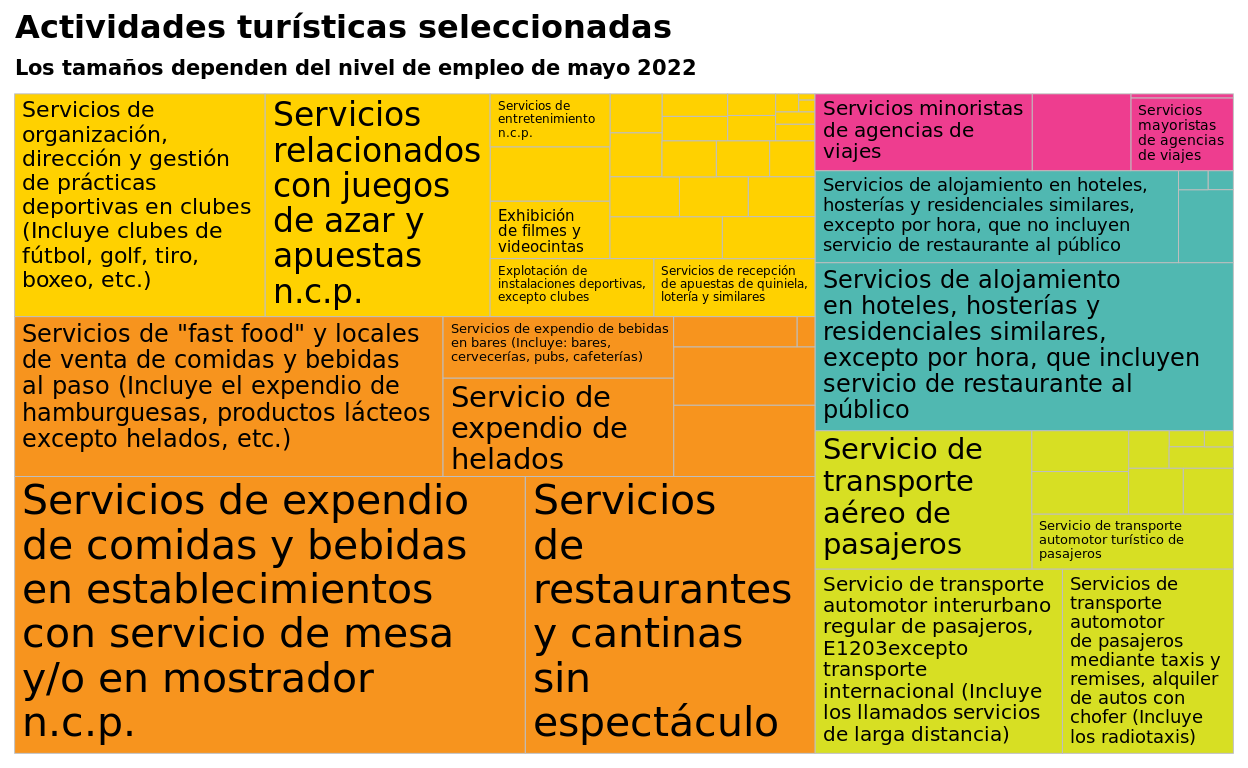 Actividades turísticas seleccionadas
Los tamaños dependen del nivel de empleo de mayo 2022
Servicios de
organización,
dirección y gestión
de prácticas
deportivas en clubes
(Incluye clubes de
fútbol, golf, tiro,
boxeo, etc.)
Servicios
relacionados
con juegos
de azar y
apuestas
n.c.p.
Servicios de
entretenimiento
n.c.p.
Exhibición
de filmes y
videocintas
Explotación de
instalaciones deportivas,
excepto clubes
Servicios de recepción
de apuestas de quiniela,
lotería y similares
Servicios minoristas
de agencias de
viajes
Servicios
mayoristas
de agencias
de viajes
Servicios de alojamiento en hoteles,
hosterías y residenciales similares,
excepto por hora, que no incluyen
servicio de restaurante al público
Servicios de alojamiento
en hoteles, hosterías y
residenciales similares,
excepto por hora, que incluyen
servicio de restaurante al
público
Servicios de "fast food" y locales
de venta de comidas y bebidas
al paso (Incluye el expendio de
hamburguesas, productos lácteos
excepto helados, etc.)
Servicios de expendio de bebidas
en bares (Incluye: bares,
cervecerías, pubs, cafeterías)
Servicio de
expendio de
helados
Servicios de expendio
de comidas y bebidas
en establecimientos
con servicio de mesa
y/o en mostrador
n.c.p.
Servicios
de
restaurantes
y cantinas
sin
espectáculo
Servicio de
transporte
aéreo de
pasajeros
Servicio de transporte
automotor turístico de
pasajeros
Servicio de transporte
automotor interurbano
regular de pasajeros,
E1203excepto
transporte
internacional (Incluye
los llamados servicios
de larga distancia)
Servicios de
transporte
automotor
de pasajeros
mediante taxis y
remises, alquiler
de autos con
chofer (Incluye
los radiotaxis)